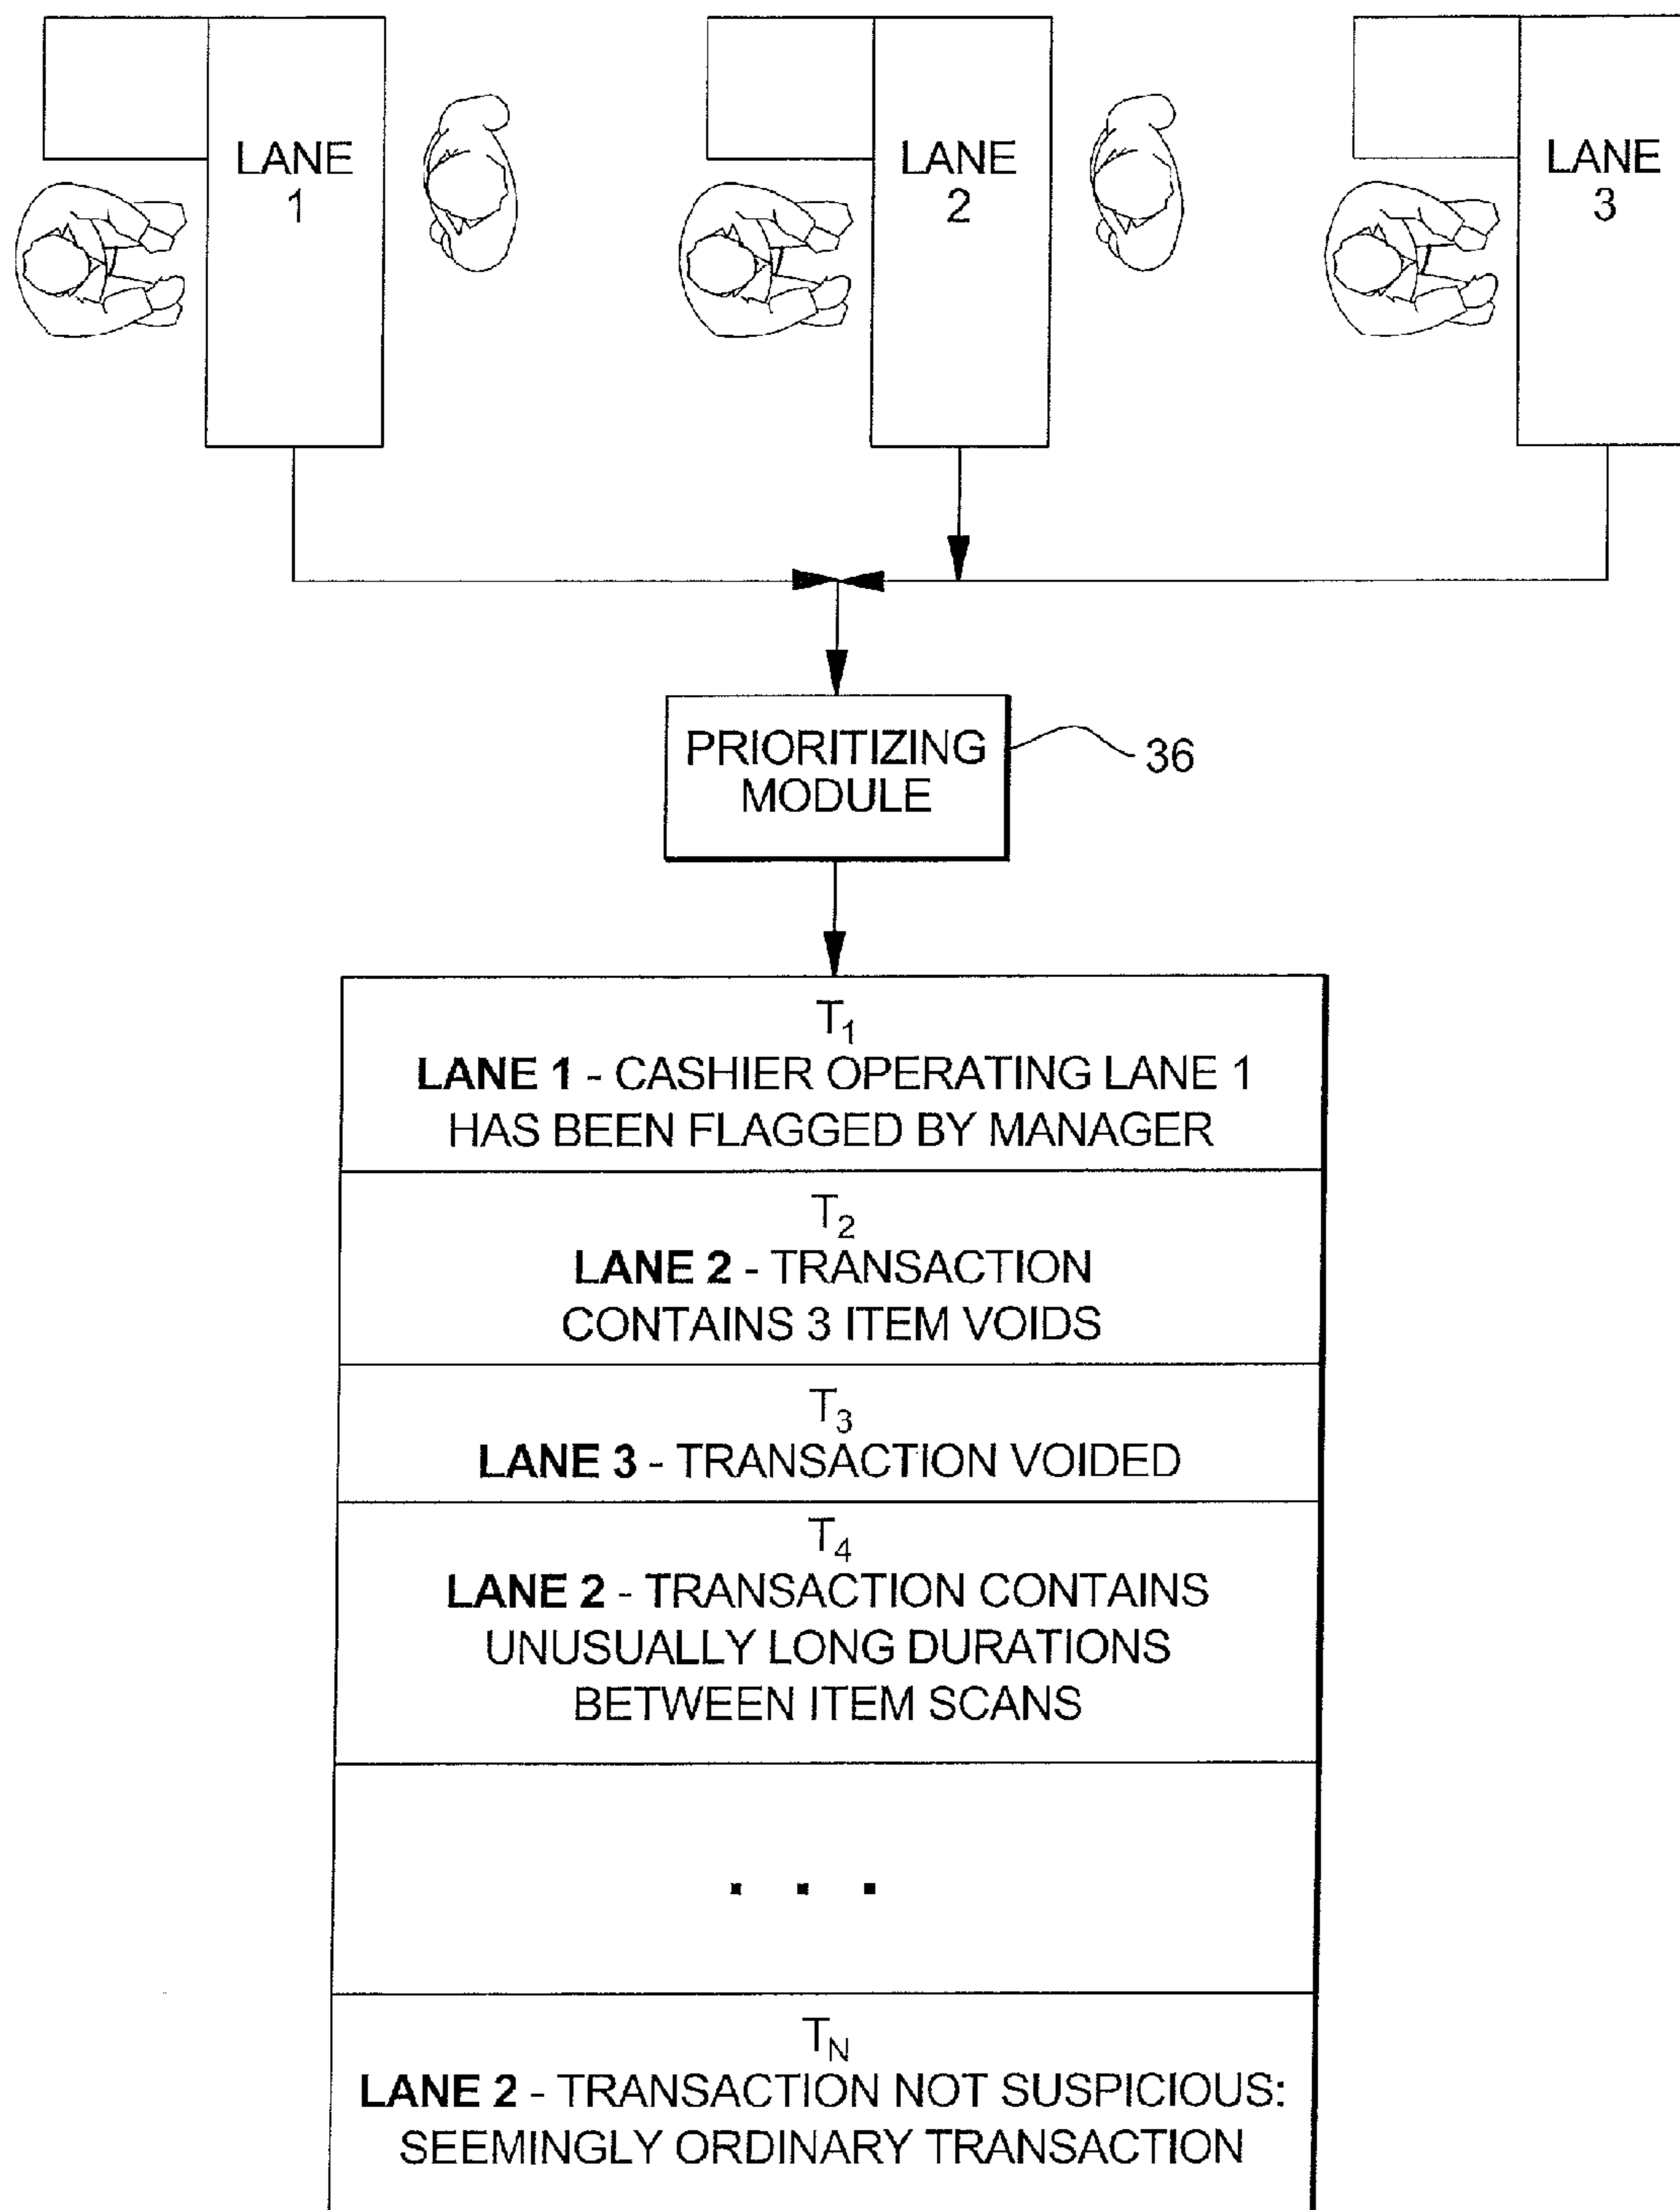 LANE
1
LANE
2
LANE
3
PRIORITIZING
MODULE
36
T1
LANE 1 - CASHIER OPERATING LANE 1
HAS BEEN FLAGGED BY MANAGER
T2
LANE 2 - TRANSACTION
CONTAINS 3 ITEM VOIDS
T3
LANE 3 - TRANSACTION VOIDED
T4
LANE 2 - TRANSACTION CONTAINS
UNUSUALLY LONG DURATIONS
BETWEEN ITEM SCANS
. . .
TN
LANE 2 - TRANSACTION NOT SUSPICIOUS:
SEEMINGLY ORDINARY TRANSACTION